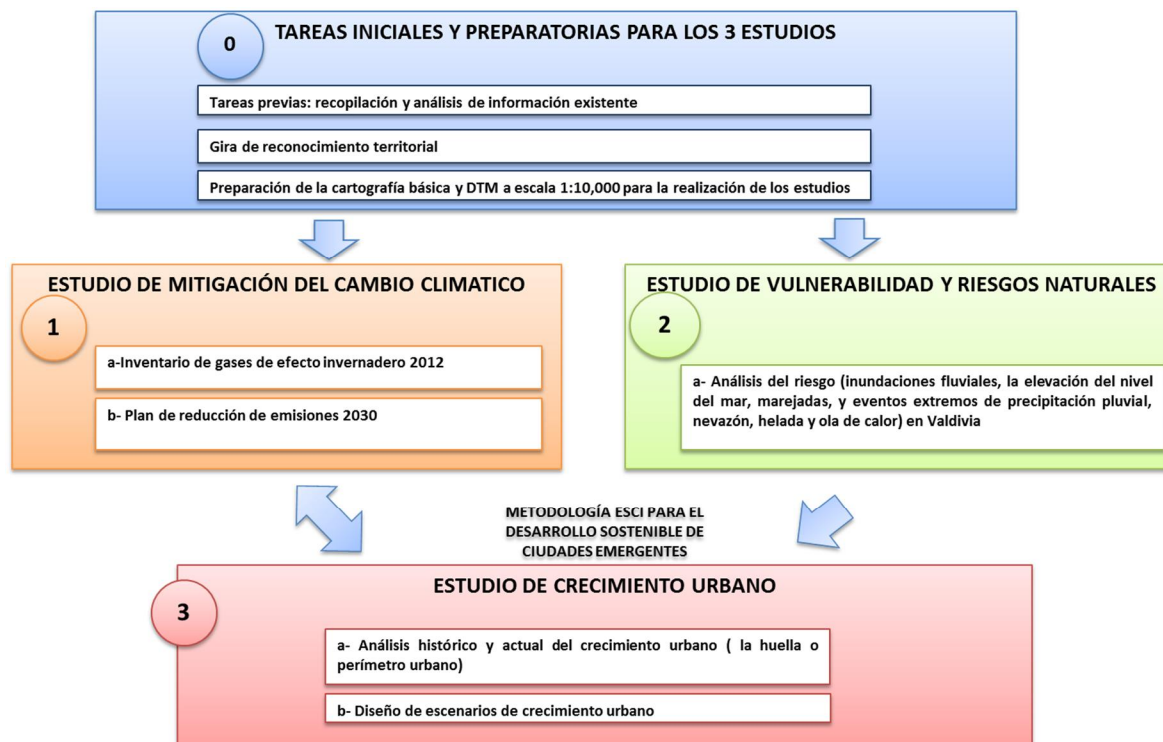 0
TAREAS INICIALES Y PREPARATORIAS PARA LOS 3 ESTUDIOS
Tareas previas: recopilación y análisis de información existente
Gira de reconocimiento territorial
Preparación de la cartografía básica y DTM a escala 1:10,000 para la realización de los estudios
ESTUDIO DE MITIGACIÓN DEL CAMBIO CLIMATICO
1
a-Inventario de gases de efecto invernadero 2012
b- Plan de reducción de emisiones 2030
ESTUDIO DE VULNERABILIDAD Y RIESGOS NATURALES
2
a- Análisis del riesgo (inundaciones fluviales, la elevación del nivel
del mar, marejadas, y eventos extremos de precipitación pluvial,
nevazón, helada y ola de calor) en Valdivia
METODOLOGÍA ESCI PARA EL
DESARROLLO SOSTENIBLE DE
CIUDADES EMERGENTES
ESTUDIO DE CRECIMIENTO URBANO
3
a- Análisis histórico y actual del crecimiento urbano ( la huella o
perímetro urbano)
b- Diseño de escenarios de crecimiento urbano